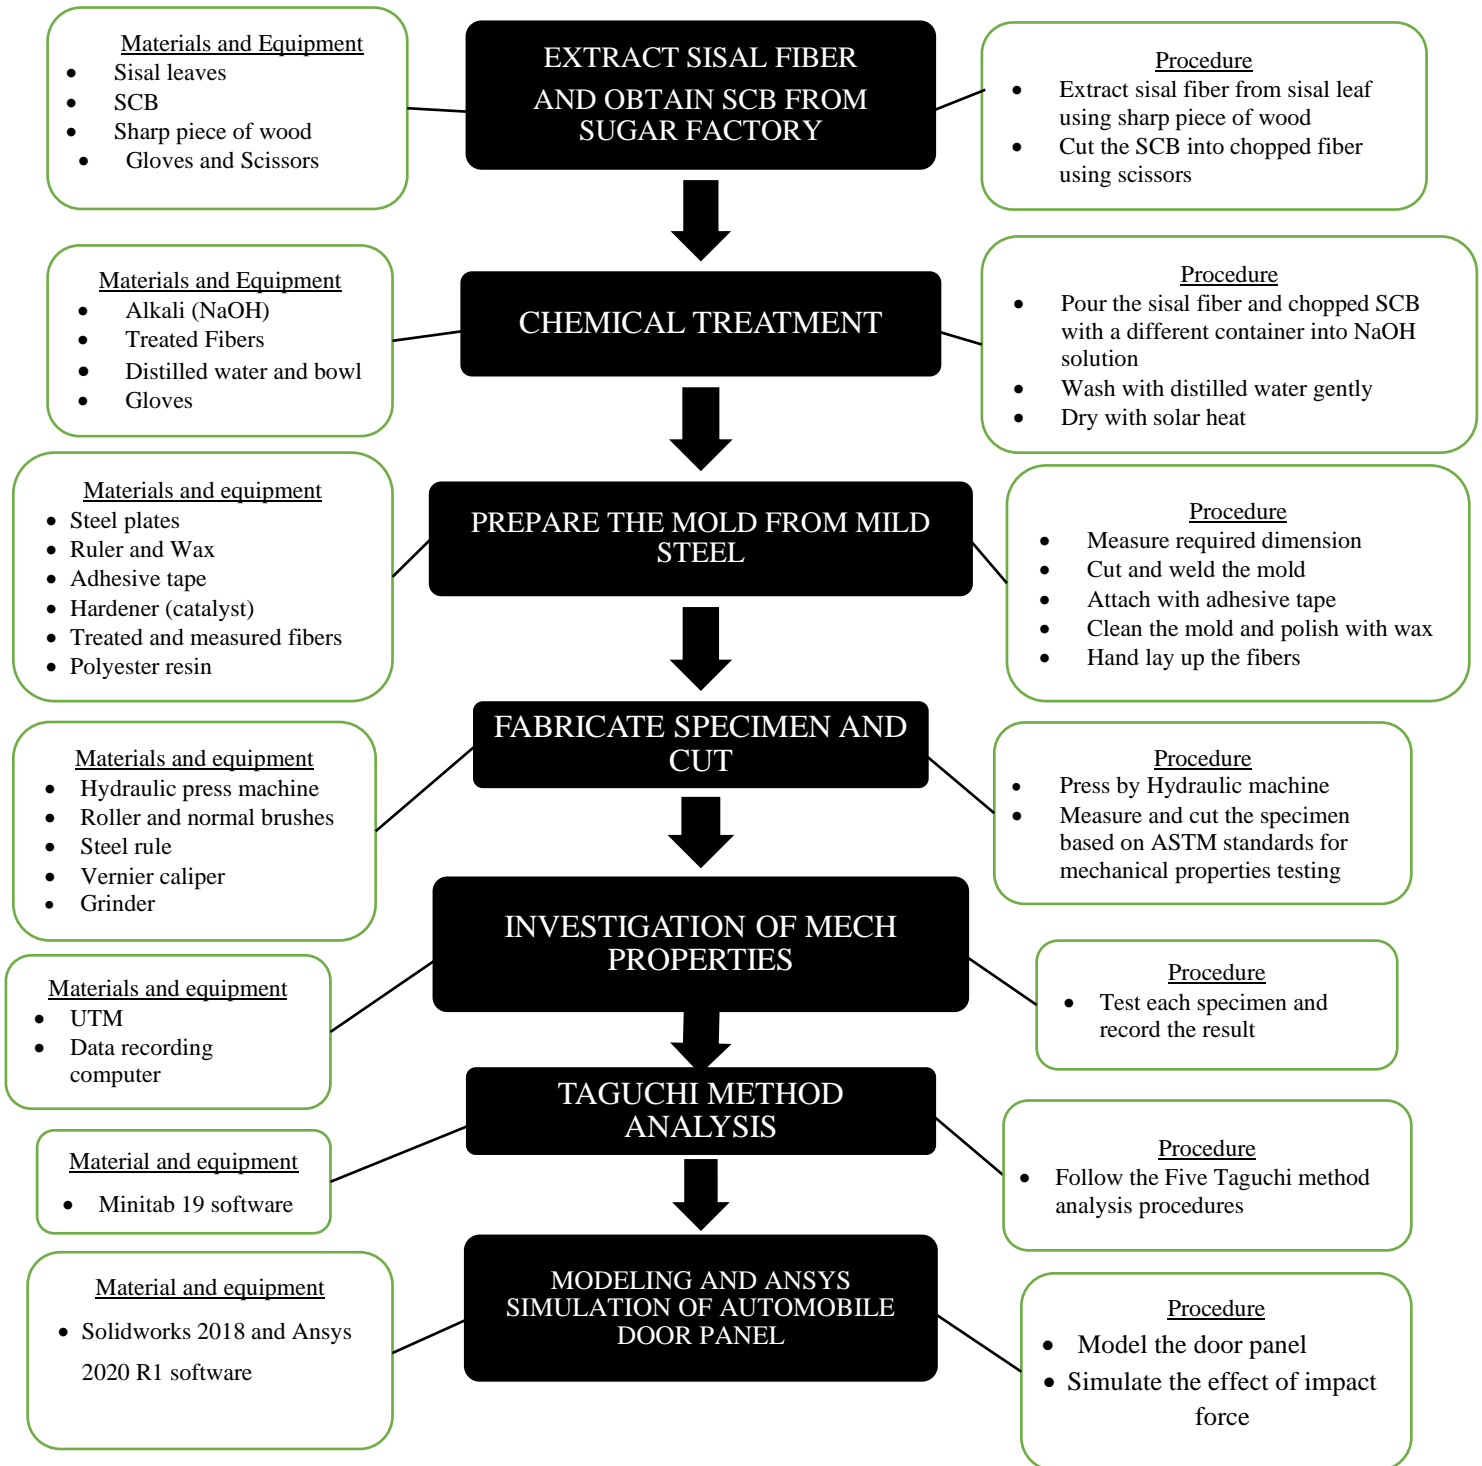 Materials and Equipment
• Sisal leaves
• SCB
• Sharp piece of wood
• Gloves and Scissors
EXTRACT SISAL FIBER
AND OBTAIN SCB FROM
SUGAR FACTORY
Procedure
• Extract sisal fiber from sisal leaf
using sharp piece of wood
• Cut the SCB into chopped fiber
using scissors
Materials and Equipment
• Alkali (NaOH)
• Treated Fibers
• Distilled water and bowl
• Gloves
CHEMICAL TREATMENT
Procedure
• Pour the sisal fiber and chopped SCB
with a different container into NaOH
solution
• Wash with distilled water gently
• Dry with solar heat
Materials and equipment
• Steel plates
• Ruler and Wax
• Adhesive tape
• Hardener (catalyst)
• Treated and measured fibers
• Polyester resin
PREPARE THE MOLD FROM MILD
STEEL
Procedure
• Measure required dimension
• Cut and weld the mold
• Attach with adhesive tape
• Clean the mold and polish with wax
• Hand lay up the fibers
Materials and equipment
• Hydraulic press machine
• Roller and normal brushes
• Steel rule
• Vernier caliper
• Grinder
FABRICATE SPECIMEN AND
CUT
Procedure
• Press by Hydraulic machine
• Measure and cut the specimen
based on ASTM standards for
mechanical properties testing
Materials and equipment
• UTM
• Data recording
computer
INVESTIGATION OF MECH
PROPERTIES
Procedure
• Test each specimen and
record the result
Material and equipment
• Minitab 19 software
TAGUCHI METHOD
ANALYSIS
Procedure
• Follow the Five Taguchi method
analysis procedures
Material and equipment
• Solidworks 2018 and Ansys
2020 R1 software
MODELING AND ANSYS
SIMULATION OF AUTOMOBILE
DOOR PANEL
Procedure
• Model the door panel
• Simulate the effect of impact
force